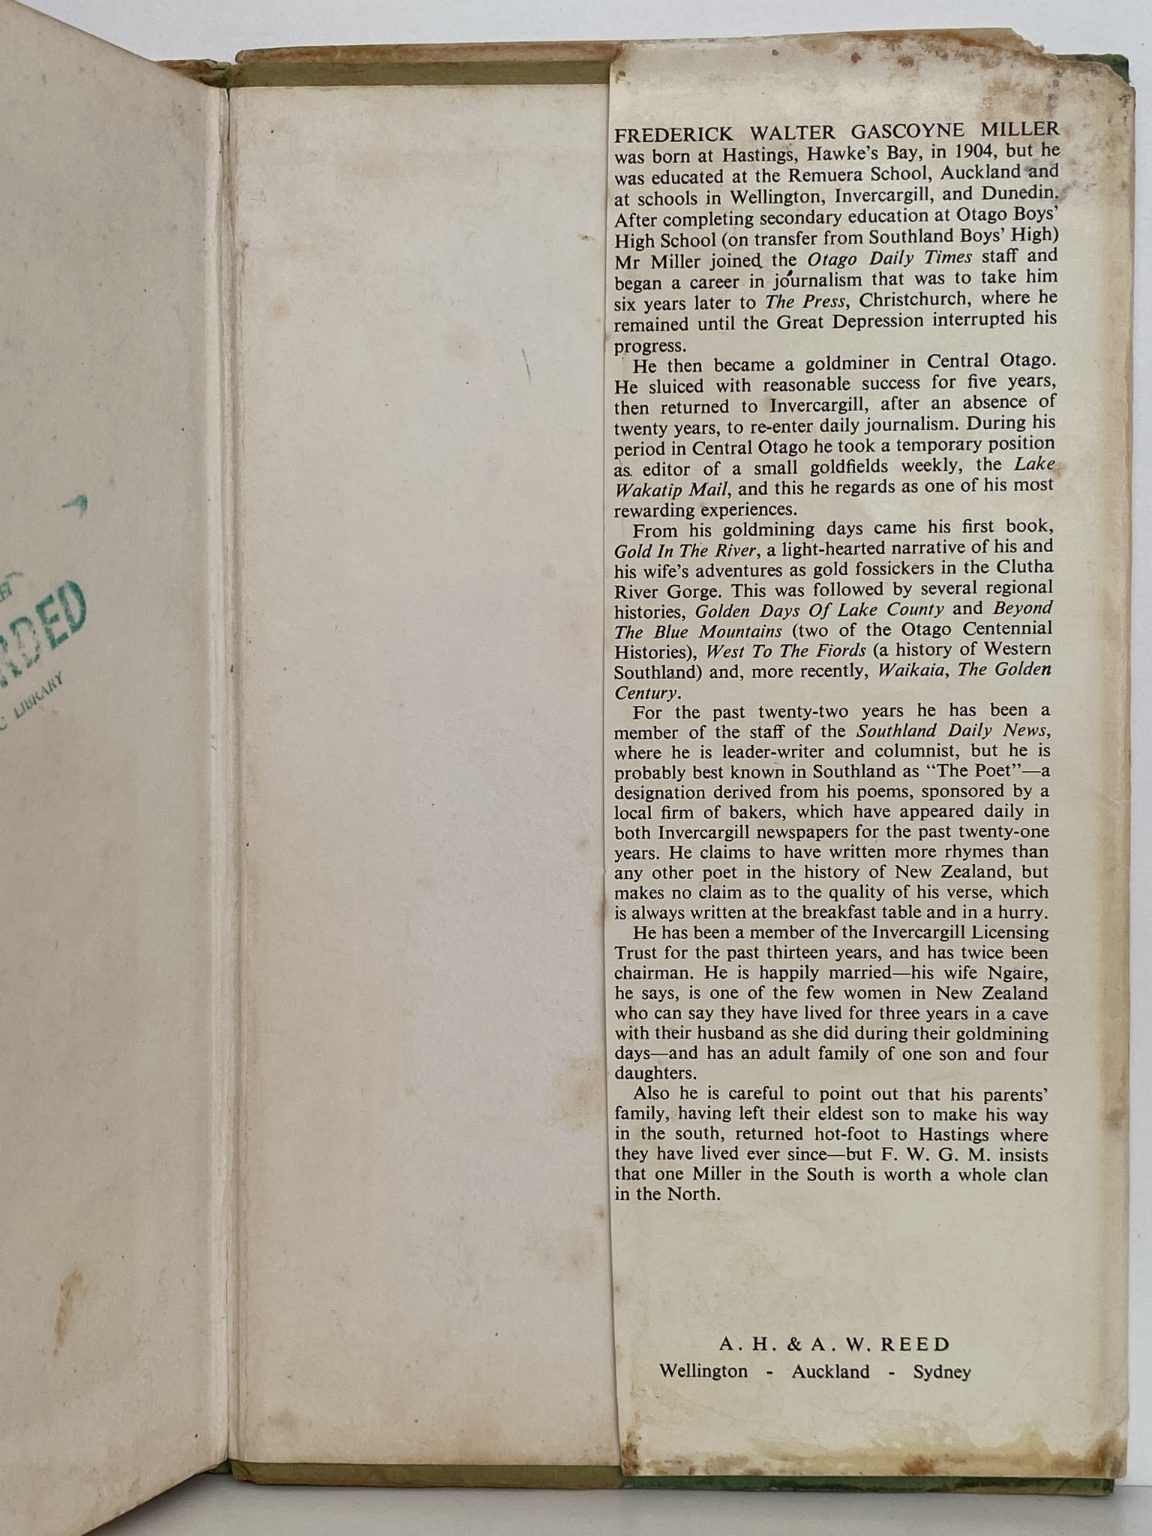 RDED
LIBRARY
FREDERICK WALTER GASCOYNE MILLER
was born at Hastings, Hawke's Bay, in 1904, but he
was educated at the Remuera School, Auckland and
at schools in Wellington, Invercargill, and Dunedin.
After completing secondary education at Otago Boys'
High School (on transfer from Southland Boys' High)
Mr Miller joined the Otago Daily Times staff and
began a career in journalism that was to take him
six years later to The Press, Christchurch, where he
remained until the Great Depression interrupted his
progress.
He then became a goldminer in Central Otago.
He sluiced with reasonable success for five years,
then returned to Invercargill, after an absence of
twenty years, to re-enter daily journalism. During his
period in Central Otago he took a temporary position
as editor of a small goldfields weekly, the Lake
Wakatip Mail, and this he regards as one of his most
rewarding experiences.
From his goldmining days came his first book,
Gold In The River, a light-hearted narrative of his and
his wife's adventures as gold fossickers in the Clutha
River Gorge. This was followed by several regional
histories, Golden Days Of Lake County and Beyond
The Blue Mountains (two of the Otago Centennial
Histories), West To The Fiords (a history of Western
Southland) and, more recently, Waikaia, The Golden
Century.
For the past twenty-two years he has been a
member of the staff of the Southland Daily News,
where he is leader-writer and columnist, but he is
probably best known in Southland as "The Poet"—a
designation derived from his poems, sponsored by a
local firm of bakers, which have appeared daily in
both Invercargill newspapers for the past twenty-one
years. He claims to have written more rhymes than
any other poet in the history of New Zealand, but
makes no claim as to the quality of his verse, which
is always written at the breakfast table and in a hurry.
He has been a member of the Invercargill Licensing
Trust for the past thirteen years, and has twice been
chairman. He is happily married—his wife Ngaire,
he says, is one of the few women in New Zealand
who can say they have lived for three years in a cave
with their husband as she did during their goldmining
days—and has an adult family of one son and four
daughters.
Also he is careful to point out that his parents'
family, having left their eldest son to make his way
in the south, returned hot-foot to Hastings where
they have lived ever since—but F. W. G. M. insists
that one Miller in the South is worth a whole clan
in the North.
A. H. & A. W. REED
Wellington - Auckland - Sydney